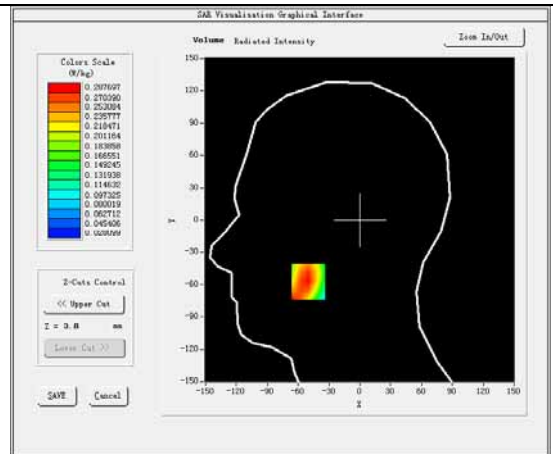 SAR Visualisation Graphical Interface
Volume Radiated Intensity
Zoom In/Out
Colors Scale
(W/kg)
0.287697
0.270390
0.253084
0.235777
0.218471
0.201164
0.183858
0.166551
0.149245
0.131938
0.114632
0.097325
0.080019
0.062712
0.045406
0.028099
Z-Cuts Control
<< Upper Cut
Z = 3.8 mm
Lower Cut >>
SAVE
Cancel
150
120
90
60
30
0
-30
-60
-90
-120
-150
Y
-150 -120 -90 -60 -30 0 30 60 90 120 150
X